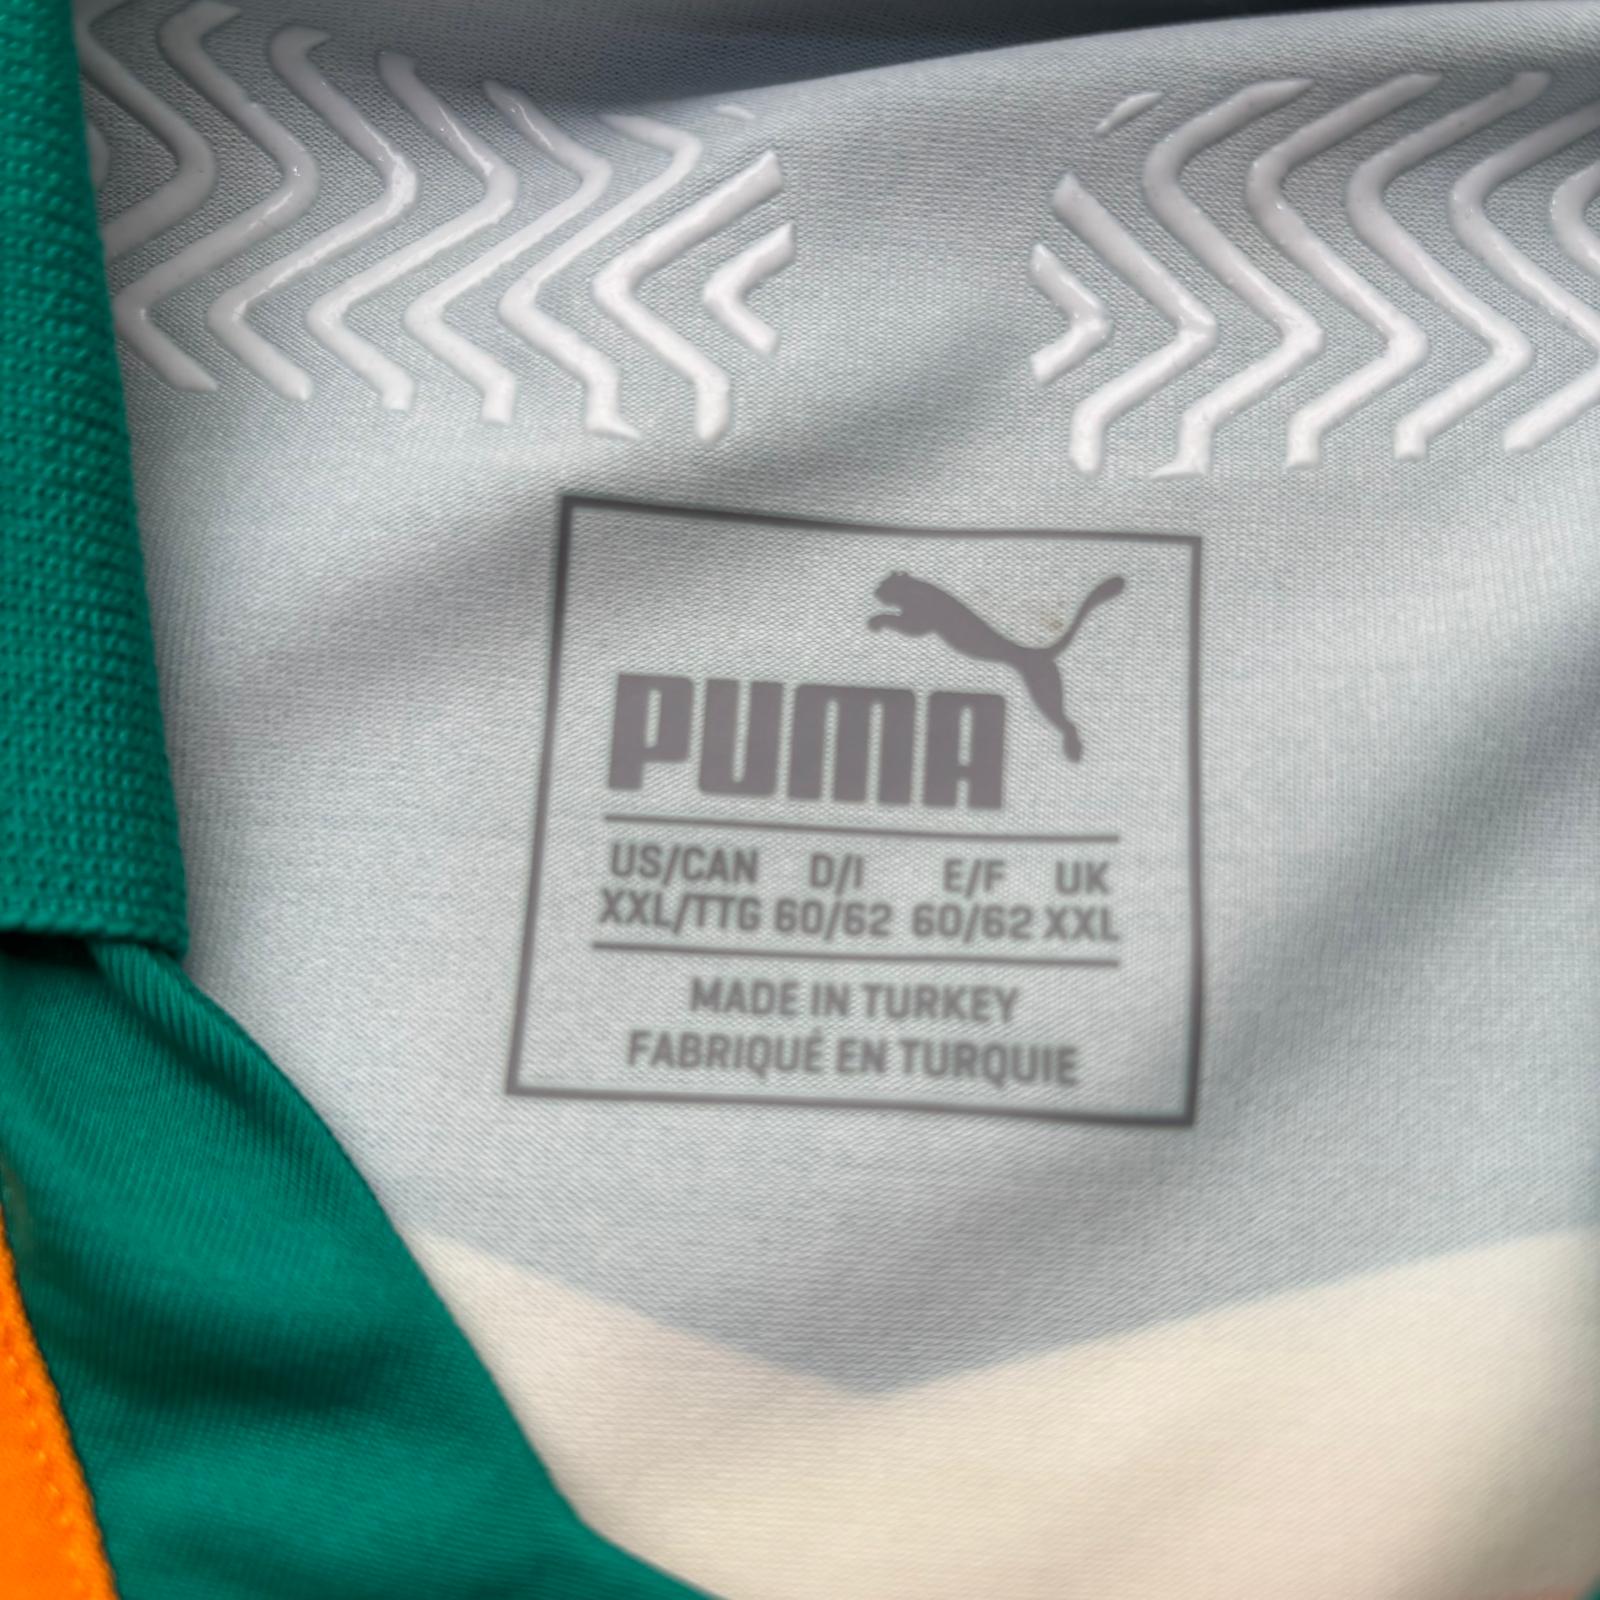 PUMA
US/CAN D/I E/F UK
XXL/TTG 60/62 60/62 XXL
MADE IN TURKEY
FABRIQUÉ EN TURQUIE